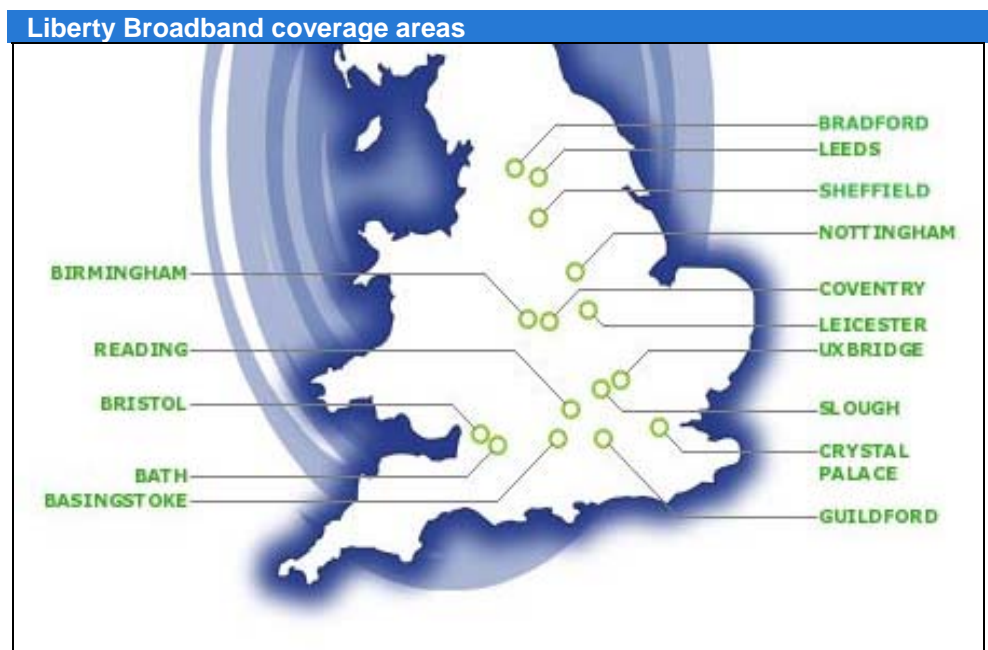 Liberty Broadband coverage areas
BRADFORD
LEEDS
SHEFFIELD
NOTTINGHAM
BIRMINGHAM
COVENTRY
LEICESTER
READING
UXBRIDGE
BRISTOL
SLOUGH
CRYSTAL
PALACE
BATH
BASINGSTOKE
GUILDFORD